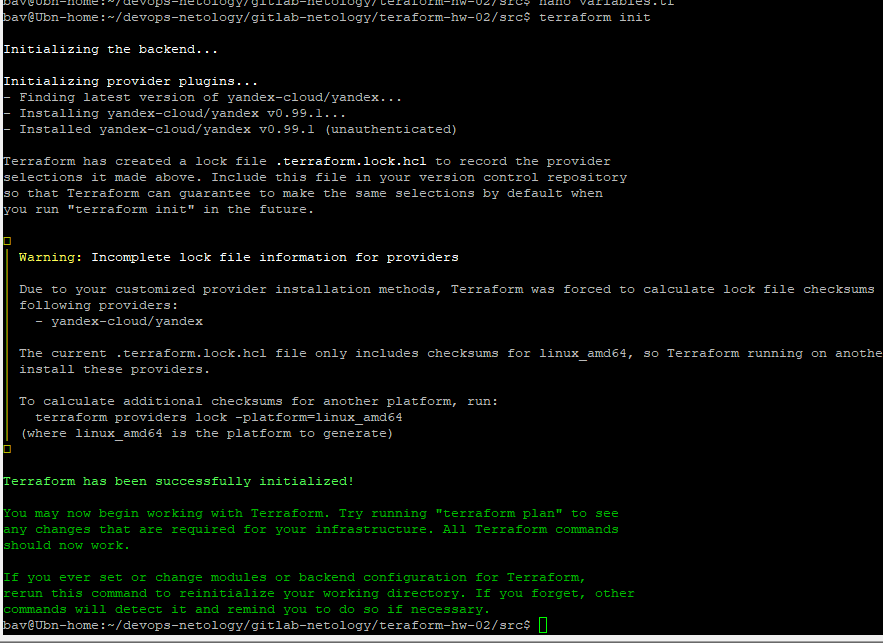 bav@Ubn-home:~/devops-netology/gitlab-netology/teraform-hw-02/src$ nano variables.tf
bav@Ubn-home:~/devops-netology/gitlab-netology/teraform-hw-02/src$ terraform init
Initializing the backend...
Initializing provider plugins...
- Finding latest version of yandex-cloud/yandex...
- Installing yandex-cloud/yandex v0.99.1...
- Installed yandex-cloud/yandex v0.99.1 (unauthenticated)
Terraform has created a lock file .terraform.lock.hcl to record the provider
selections it made above. Include this file in your version control repository
so that Terraform can guarantee to make the same selections by default when
you run "terraform init" in the future.
Warning: Incomplete lock file information for providers
Due to your customized provider installation methods, Terraform was forced to calculate lock file checksums
following providers:
- yandex-cloud/yandex
The current .terraform.lock.hcl file only includes checksums for linux_amd64, so Terraform running on anothe
install these providers.
To calculate additional checksums for another platform, run:
terraform providers lock -platform=linux_amd64
(where linux_amd64 is the platform to generate)
Terraform has been successfully initialized!
You may now begin working with Terraform. Try running "terraform plan" to see
any changes that are required for your infrastructure. All Terraform commands
should now work.
If you ever set or change modules or backend configuration for Terraform,
rerun this command to reinitialize your working directory. If you forget, other
commands will detect it and remind you to do so if necessary.
bav@Ubn-home:~/devops-netology/gitlab-netology/teraform-hw-02/src$